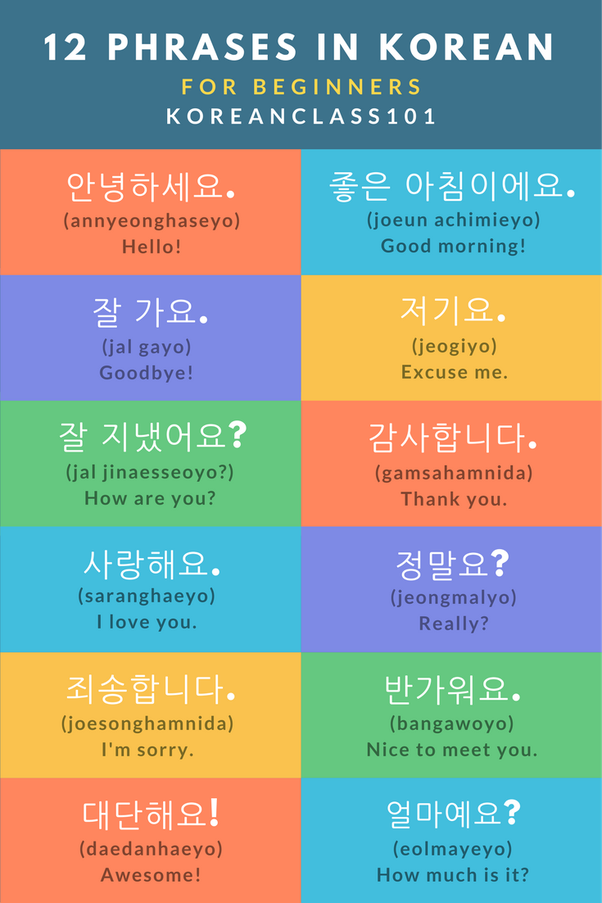 12 PHRASES IN KOREAN
FOR BEGINNERS
KOREANCLASS101
안녕하세요.
(annyeonghaseyo)
Hello!
좋은 아침이에요.
(joeun achimieyo)
Good morning!
잘 가요.
(jal gayo)
Goodbye!
저기요.
(jeogiyo)
Excuse me.
잘 지냈어요?
(jal jinaesseoyo?)
How are you?
감사합니다.
(gamsahamnida)
Thank you.
사랑해요.
(saranghaeyo)
I love you.
정말요?
(jeongmalyo)
Really?
죄송합니다.
(joesonghamnida)
I'm sorry.
반가워요.
(bangawoyo)
Nice to meet you.
대단해요!
(daedanhaeyo)
Awesome!
얼마예요?
(eolmayeyo)
How much is it?